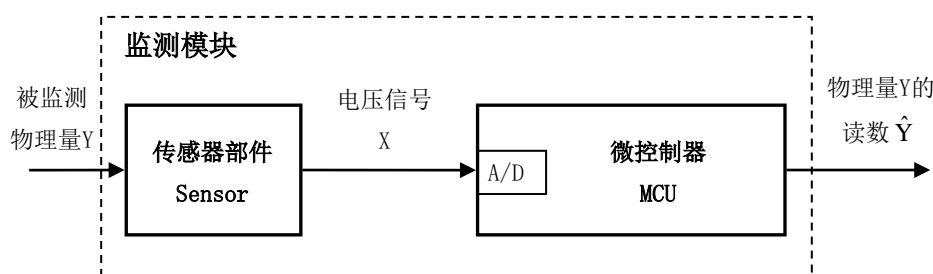 监测模块
被监测
物理量Y
传感器部件
Sensor
电压信号
X
A/D
微控制器
MCU
物理量Y的
读数 Ŷ